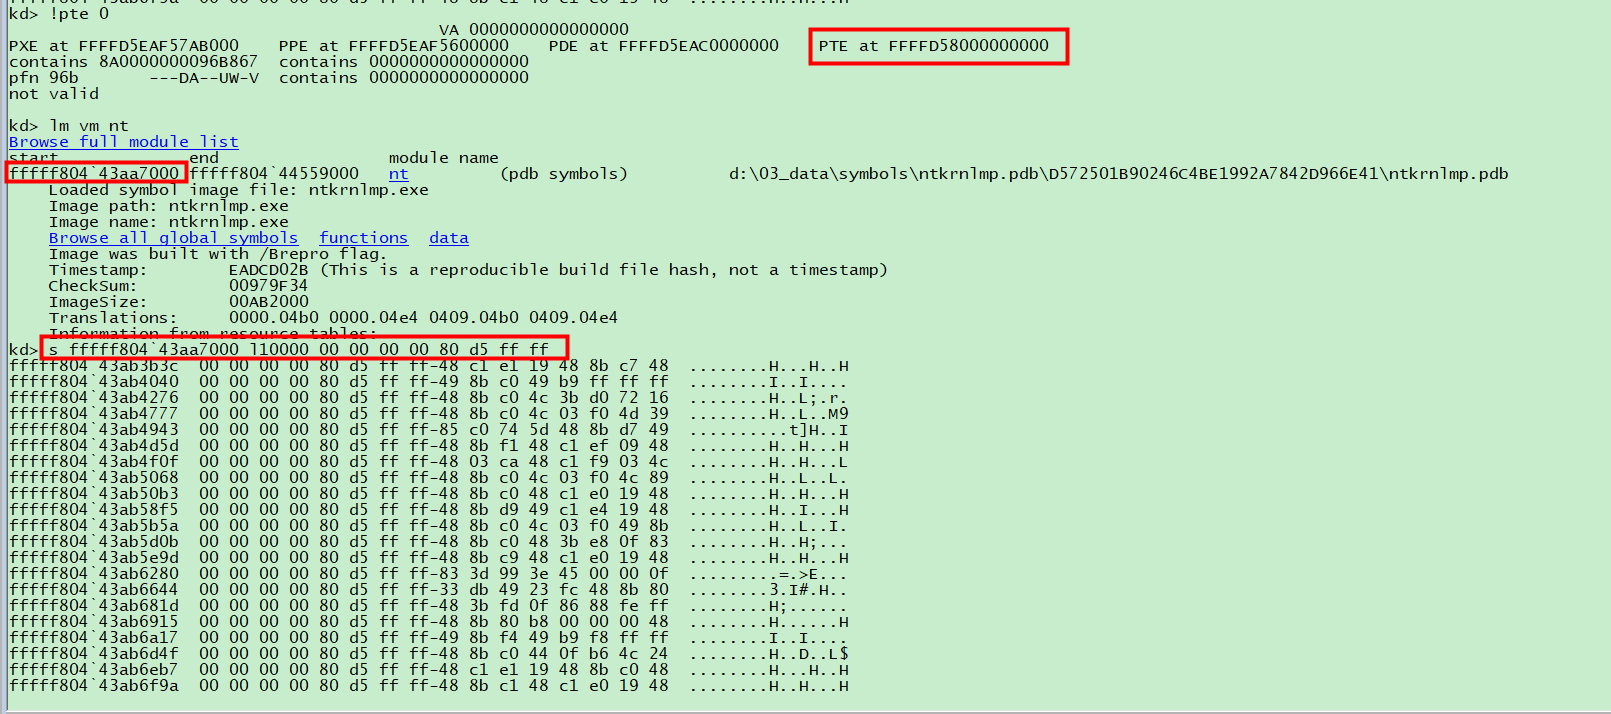 kd> !pte 0
VA 0000000000000000
PXE at FFFFD5EAF57AB000 PPE at FFFFD5EAF5600000 PDE at FFFFD5EAC0000000 PTE at FFFFD58000000000
contains 8A0000000096B867 contains 0000000000000000
pfn 96b ---DA--UW-V contains 0000000000000000
not valid
kd> lm vm nt
Browse full module list
start end module name
fffff804`43aa7000 fffff804`44559000 nt (pdb symbols) d:\03_data\symbols\ntkrnlmp.pdb\D572501B90246C4BE1992A7842D966E41\ntkrnlmp.pdb
Loaded symbol image file: ntkrnlmp.exe
Image path: ntkrnlmp.exe
Image name: ntkrnlmp.exe
Browse all global symbols functions data
Image was built with /Brepro flag.
Timestamp: EADCD02B (This is a reproducible build file hash, not a timestamp)
CheckSum: 00979F34
ImageSize: 00AB2000
Translations: 0000.04b0 0000.04e4 0409.04b0 0409.04e4
Information from resource tables:
kd> s fffff804`43aa7000 l10000 00 00 00 00 80 d5 ff ff
fffff804`43ab3b3c 00 00 00 00 80 d5 ff ff-48 c1 e1 19 48 8b c7 48 ........H...H..H
fffff804`43ab4040 00 00 00 00 80 d5 ff ff-49 8b c0 49 b9 ff ff ff ........I..I....
fffff804`43ab4276 00 00 00 00 80 d5 ff ff-48 8b c0 4c 3b d0 72 16 ........H..L;.r.
fffff804`43ab4777 00 00 00 00 80 d5 ff ff-48 8b c0 4c 03 f0 4d 39 ........H..L..M9
fffff804`43ab4943 00 00 00 00 80 d5 ff ff-85 c0 74 5d 48 8b d7 49 ..........t]H..I
fffff804`43ab4d5d 00 00 00 00 80 d5 ff ff-48 8b f1 48 c1 ef 09 48 ........H..H...H
fffff804`43ab4f0f 00 00 00 00 80 d5 ff ff-48 03 ca 48 c1 f9 03 4c ........H..H...L
fffff804`43ab5068 00 00 00 00 80 d5 ff ff-48 8b c0 4c 03 f0 4c 89 ........H..L..L.
fffff804`43ab50b3 00 00 00 00 80 d5 ff ff-48 8b c0 48 c1 e0 19 48 ........H..H...H
fffff804`43ab58f5 00 00 00 00 80 d5 ff ff-48 8b d9 49 c1 e4 19 48 ........H..I...H
fffff804`43ab5b5a 00 00 00 00 80 d5 ff ff-48 8b c0 4c 03 f0 49 8b ........H..L..I.
fffff804`43ab5d0b 00 00 00 00 80 d5 ff ff-48 8b c0 48 3b e8 0f 83 ........H..H;...
fffff804`43ab5e9d 00 00 00 00 80 d5 ff ff-48 8b c9 48 c1 e0 19 48 ........H..H...H
fffff804`43ab6280 00 00 00 00 80 d5 ff ff-83 3d 99 3e 45 00 00 0f .........=.>E...
fffff804`43ab6644 00 00 00 00 80 d5 ff ff-33 db 49 23 fc 48 8b 80 ........3.I#.H..
fffff804`43ab681d 00 00 00 00 80 d5 ff ff-48 3b fd 0f 86 88 fe ff ........H;......
fffff804`43ab6915 00 00 00 00 80 d5 ff ff-48 8b 80 b8 00 00 00 48 ........H......H
fffff804`43ab6a17 00 00 00 00 80 d5 ff ff-49 8b f4 49 b9 f8 ff ff ........I..I....
fffff804`43ab6d4f 00 00 00 00 80 d5 ff ff-48 8b c0 44 0f b6 4c 24 ........H..D..L$
fffff804`43ab6eb7 00 00 00 00 80 d5 ff ff-48 c1 e1 19 48 8b c0 48 ........H...H..H
fffff804`43ab6f9a 00 00 00 00 80 d5 ff ff-48 8b c1 48 c1 e0 19 48 ........H..H...H